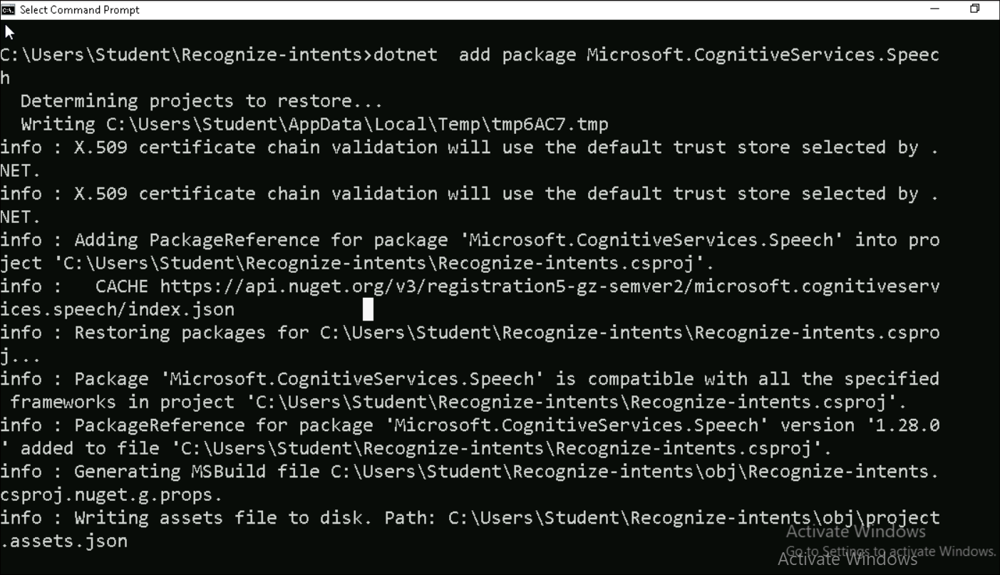 Select Command Prompt
C:\Users\Student\Recognize-intents>dotnet  add package Microsoft.CognitiveServices.Speec
h
  Determining projects to restore...
  Writing C:\Users\Student\AppData\Local\Temp\tmp6AC7.tmp
info : X.509 certificate chain validation will use the default trust store selected by .
NET.
info : X.509 certificate chain validation will use the default trust store selected by .
NET.
info : Adding PackageReference for package 'Microsoft.CognitiveServices.Speech' into pro
ject 'C:\Users\Student\Recognize-intents\Recognize-intents.csproj'.
info :   CACHE https://api.nuget.org/v3/registration5-gz-semver2/microsoft.cognitiveserv
ices.speech/index.json
info : Restoring packages for C:\Users\Student\Recognize-intents\Recognize-intents.cspro
j...
info : Package 'Microsoft.CognitiveServices.Speech' is compatible with all the specified
 frameworks in project 'C:\Users\Student\Recognize-intents\Recognize-intents.csproj'.
info : PackageReference for package 'Microsoft.CognitiveServices.Speech' version '1.28.0
' added to file 'C:\Users\Student\Recognize-intents\Recognize-intents.csproj'.
info : Generating MSBuild file C:\Users\Student\Recognize-intents\obj\Recognize-intents.
csproj.nuget.g.props.
info : Writing assets file to disk. Path: C:\Users\Student\Recognize-intents\obj\project
.assets.json
Activate Windows
Go to Settings to activate Windows.
Activate Windows